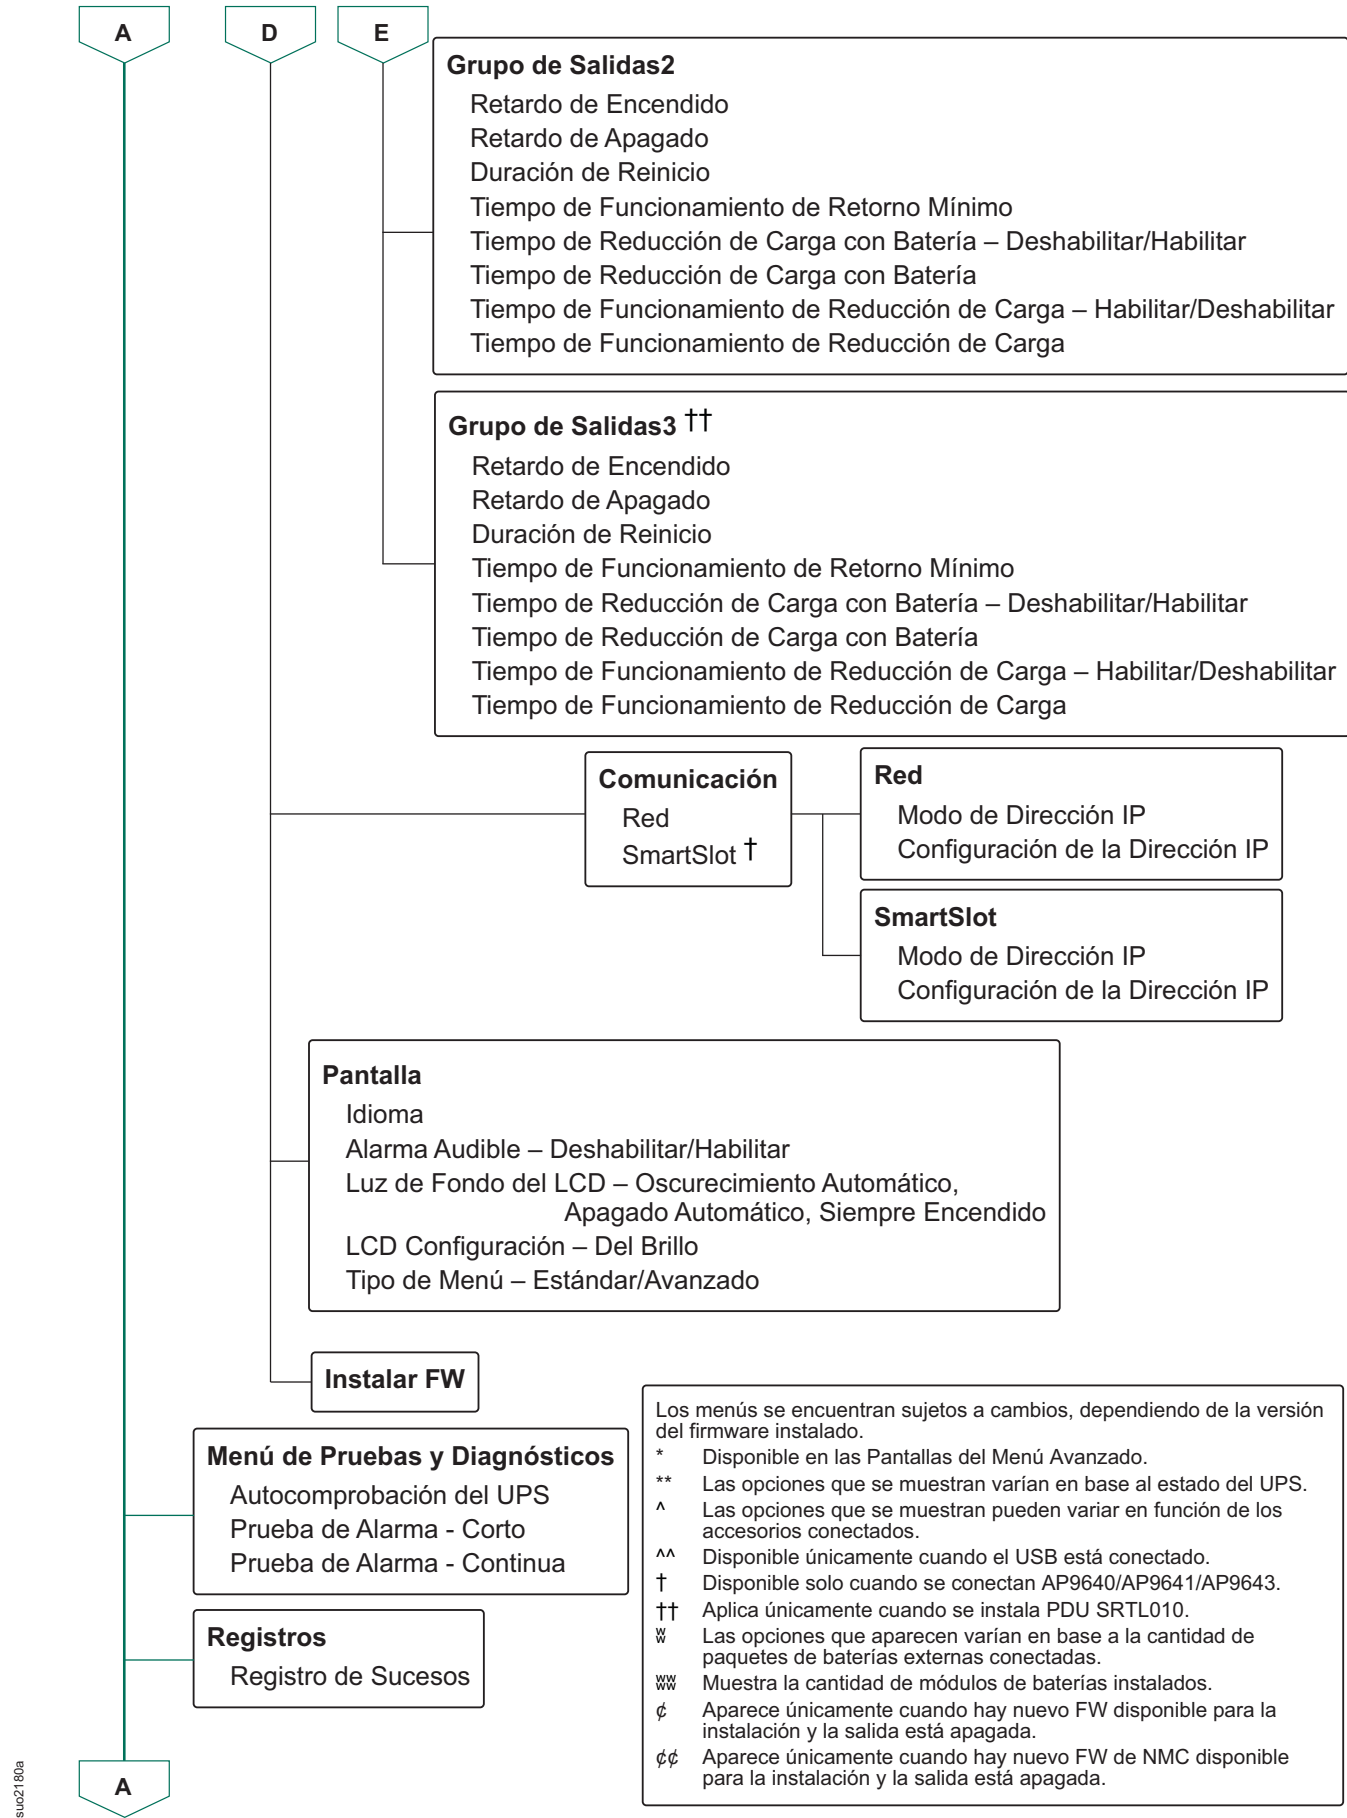 A
D
E
Grupo de Salidas2
Retardo de Encendido
Retardo de Apagado
Duración de Reinicio
Tiempo de Funcionamiento de Retorno Mínimo
Tiempo de Reducción de Carga con Batería – Deshabilitar/Habilitar
Tiempo de Reducción de Carga con Batería
Tiempo de Funcionamiento de Reducción de Carga – Habilitar/Deshabilitar
Tiempo de Funcionamiento de Reducción de Carga
Grupo de Salidas3 ††
Retardo de Encendido
Retardo de Apagado
Duración de Reinicio
Tiempo de Funcionamiento de Retorno Mínimo
Tiempo de Reducción de Carga con Batería – Deshabilitar/Habilitar
Tiempo de Reducción de Carga con Batería
Tiempo de Funcionamiento de Reducción de Carga – Habilitar/Deshabilitar
Tiempo de Funcionamiento de Reducción de Carga
Comunicación
Red
SmartSlot †
Red
Modo de Dirección IP
Configuración de la Dirección IP
SmartSlot
Modo de Dirección IP
Configuración de la Dirección IP
Pantalla
Idioma
Alarma Audible – Deshabilitar/Habilitar
Luz de Fondo del LCD – Oscurecimiento Automático,
Apagado Automático, Siempre Encendido
LCD Configuración – Del Brillo
Tipo de Menú – Estándar/Avanzado
Instalar FW
Menú de Pruebas y Diagnósticos
Autocomprobación del UPS
Prueba de Alarma - Corto
Prueba de Alarma - Continua
Registros
Registro de Sucesos
Los menús se encuentran sujetos a cambios, dependiendo de la versión
del firmware instalado.
* Disponible en las Pantallas del Menú Avanzado.
** Las opciones que se muestran varían en base al estado del UPS.
^ Las opciones que se muestran pueden variar en función de los
accesorios conectados.
^^ Disponible únicamente cuando el USB está conectado.
† Disponible solo cuando se conectan AP9640/AP9641/AP9643.
†† Aplica únicamente cuando se instala PDU SRTL010.
Las opciones que aparecen varían en base a la cantidad de
paquetes de baterías externas conectadas.
Muestra la cantidad de módulos de baterías instalados.
¢ Aparece únicamente cuando hay nuevo FW disponible para la
instalación y la salida está apagada.
¢¢ Aparece únicamente cuando hay nuevo FW de NMC disponible
para la instalación y la salida está apagada.
A
suo2180a